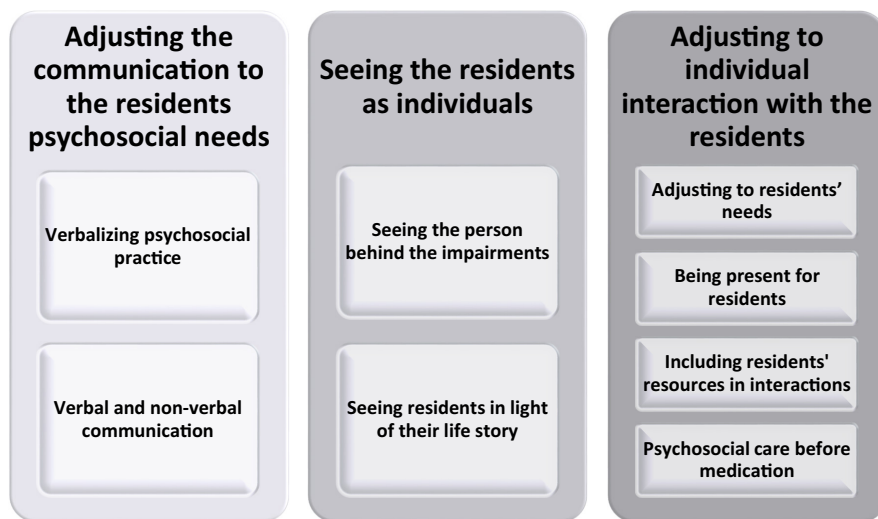 Adjusting the
communication to
the residents
psychosocial needs
Verbalizing psychosocial
practice
Verbal and non-verbal
communication
Seeing the residents
as individuals
Seeing the person
behind the impairments
Seeing residents in light
of their life story
Adjusting to
individual
interaction with the
residents
Adjusting to residents’
needs
Being present for
residents
Including residents'
resources in interactions
Psychosocial care before
medication